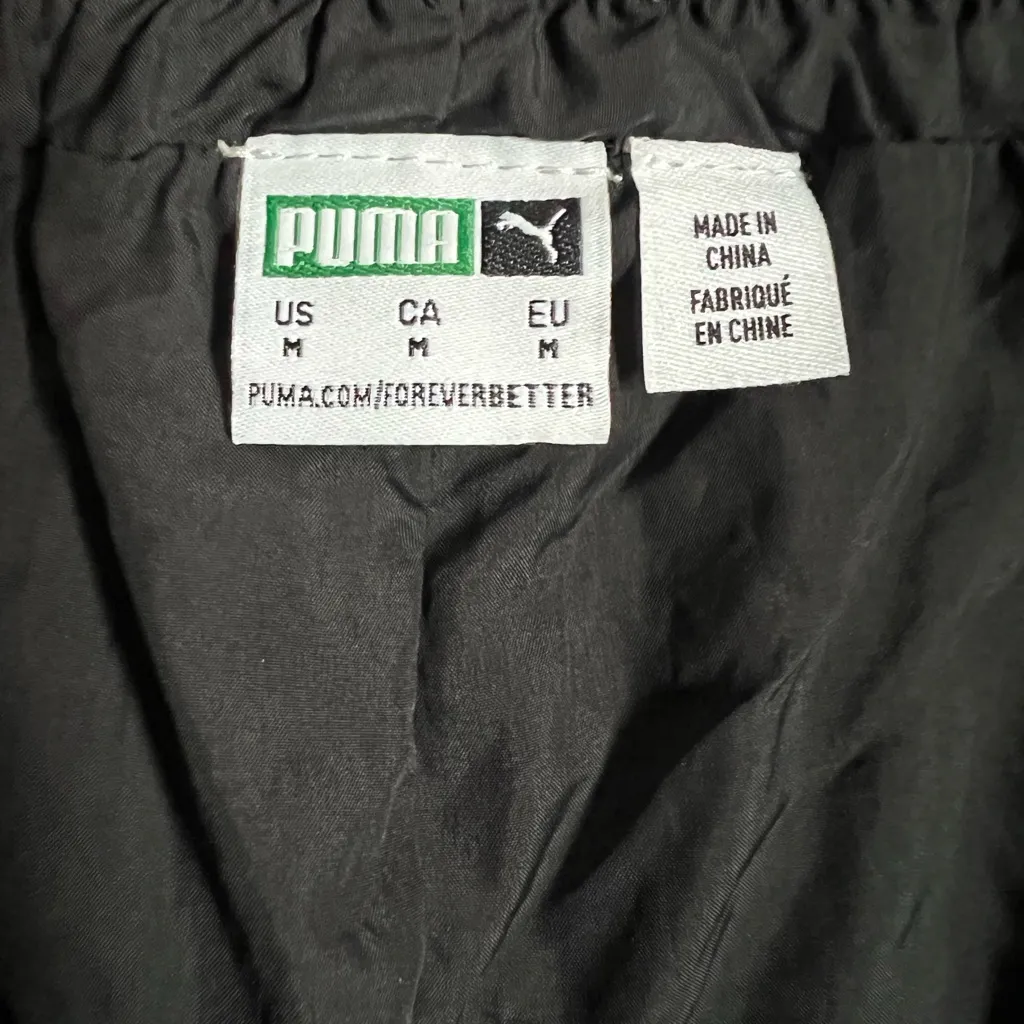 PUMA
US CA EU
M M M
PUMA.COM/FOREVERBETTER
MADE IN
CHINA
FABRIQUÉ
EN CHINE